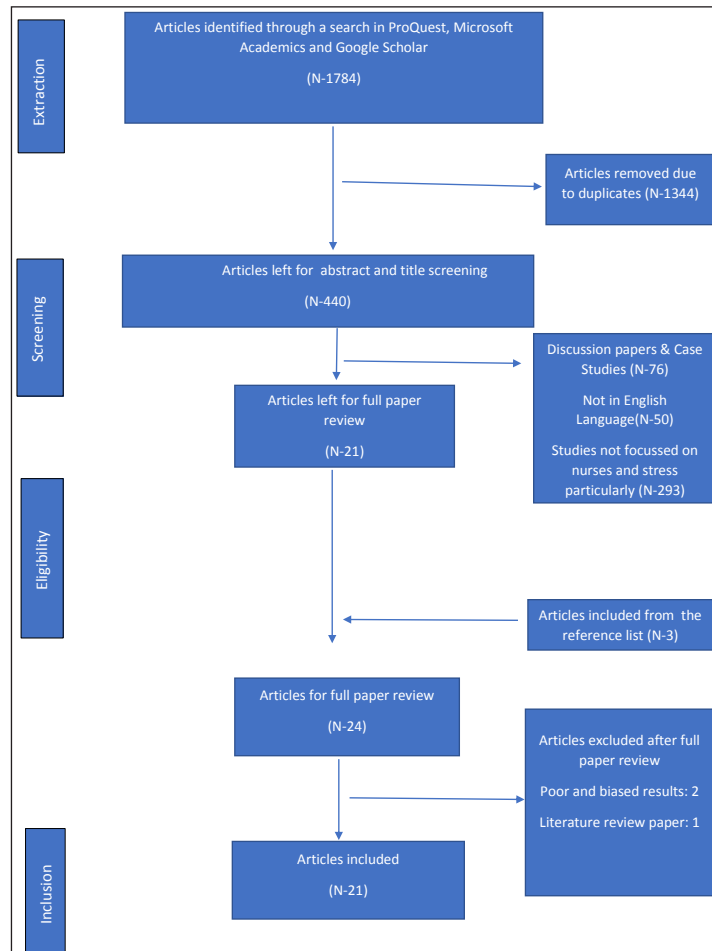 Extraction
Articles identified through a search in ProQuest, Microsoft
Academics and Google Scholar
(N-1784)
Articles removed due
to duplicates (N-1344)
Screening
Articles left for  abstract and title screening
(N-440)
Discussion papers & Case
Studies (N-76)
Not in English
Language(N-50)
Studies not focussed on
nurses and stress
particularly (N-293)
Articles left for full paper
review
(N-21)
Eligibility
Articles included from  the
reference list (N-3)
Articles for full paper review
(N-24)
Articles excluded after full
paper review
Poor and biased results: 2
Literature review paper: 1
Inclusion
Articles included
(N-21)